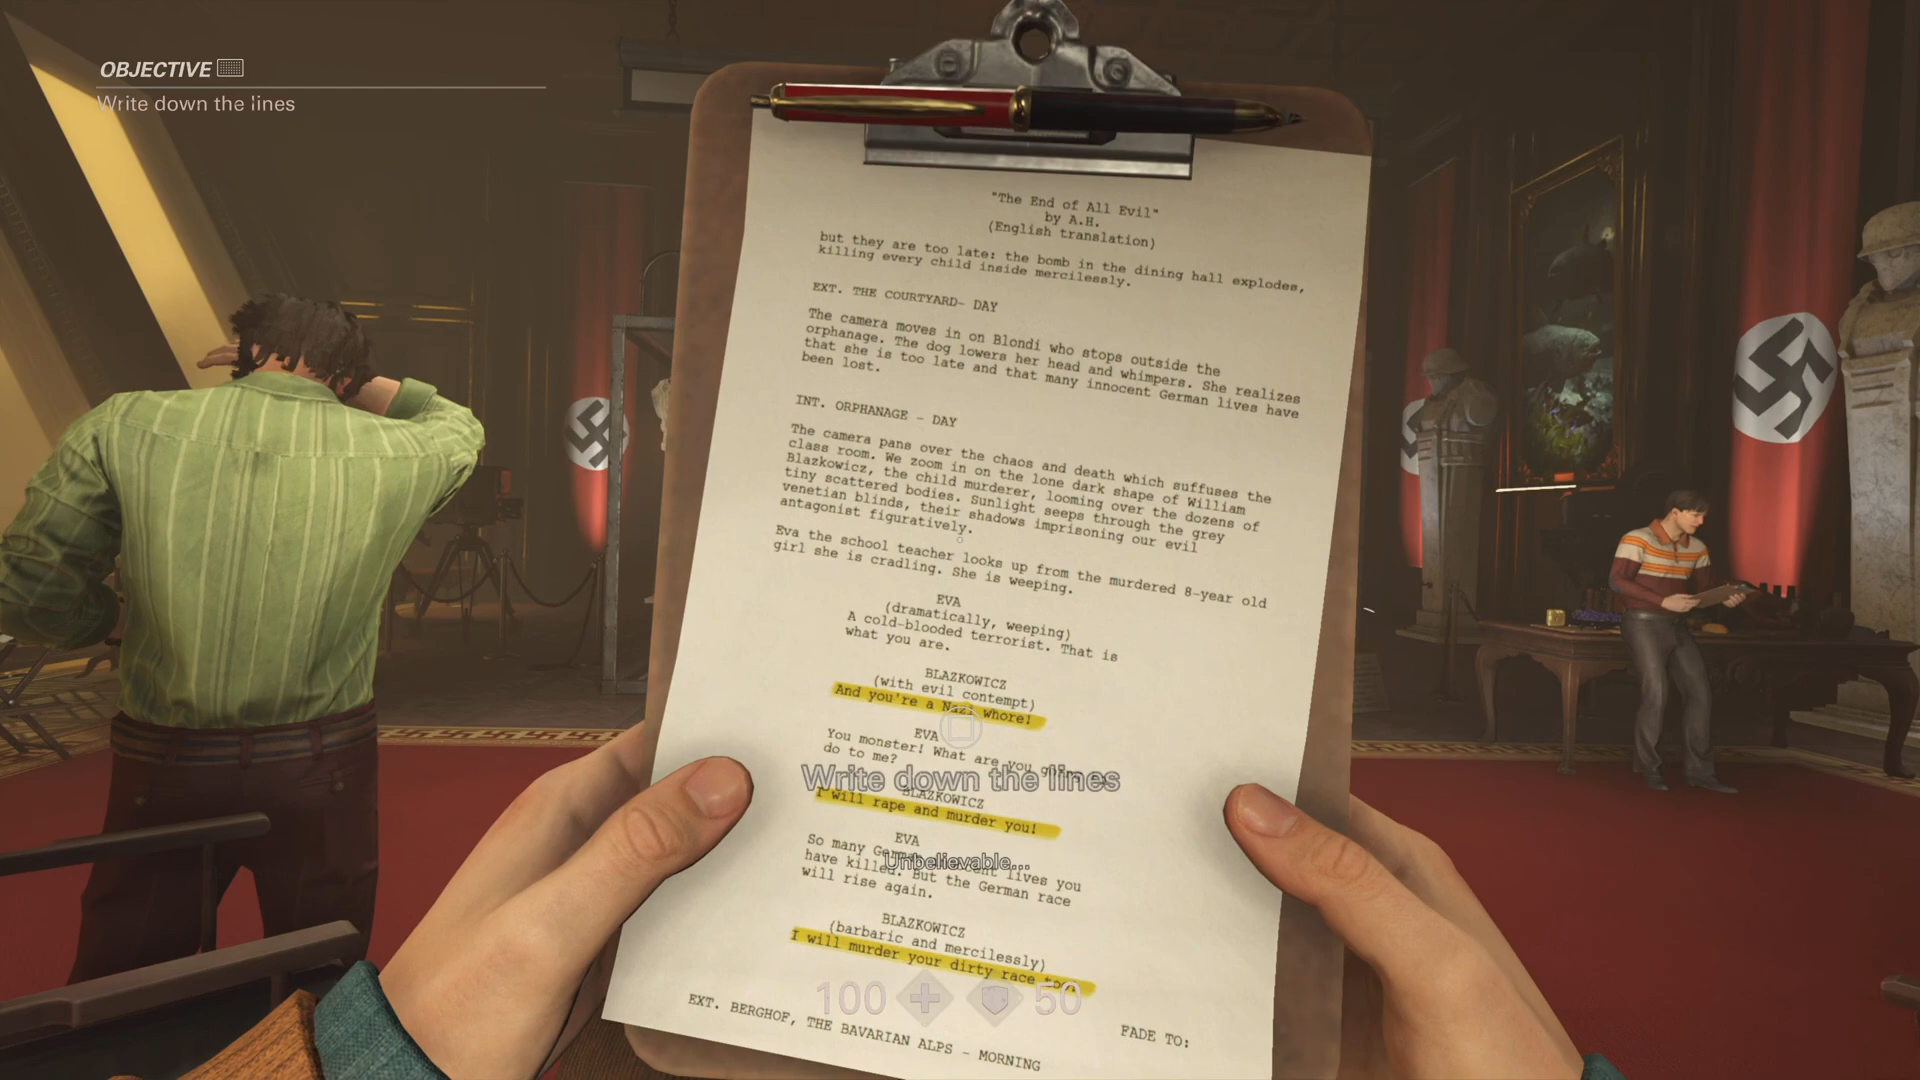 OBJECTIVE
Write down the lines
"The End of All Evil"
by A.H.
(English translation)
but they are too late: the bomb in the dining hall explodes,
killing every child inside mercilessly.
EXT. THE COURTYARD- DAY
The camera moves in on Blondi who stops outside the
orphanage. The dog lowers her head and whimpers. She realizes
that she is too late and that many innocent German lives have
been lost.
INT. ORPHANAGE - DAY
The camera pans over the chaos and death which suffuses the
class room. We zoom in on the lone dark shape of William
Blazkowicz, the child murderer, looming over the dozens of
tiny scattered bodies. Sunlight seeps through the grey
venetian blinds, their shadows imprisoning our evil
antagonist figuratively.
Eva the school teacher looks up from the murdered 8-year old
girl she is cradling. She is weeping.
EVA
(dramatically, weeping)
A cold-blooded terrorist. That is
what you are.
BLAZKOWICZ
(with evil contempt)
And you're a Nazi whore!
EVA
You monster! What are you
do to me?
Write down the lines
BLAZKOWICZ
I will rape and murder you!
EVA
So many lives you
Unbelievable...
have killed. But the German race
will rise again.
BLAZKOWICZ
(barbaric and mercilessly)
I will murder your dirty race
100 50
FADE TO:
EXT. BERGHOF, THE BAVARIAN ALPS - MORNING